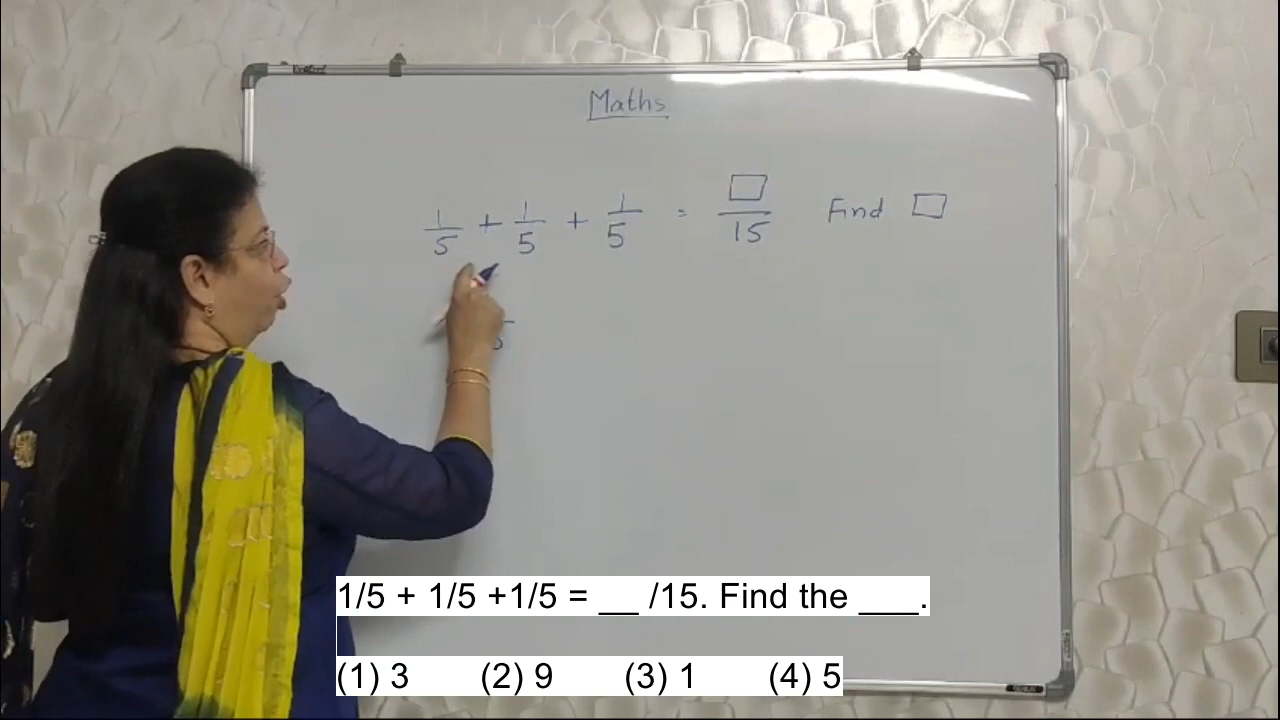 Maths
1/5 + 1/5 + 1/5 = □/15 Find □
5
1/5 + 1/5 +1/5 = __ /15. Find the ___.
(1) 3 (2) 9 (3) 1 (4) 5